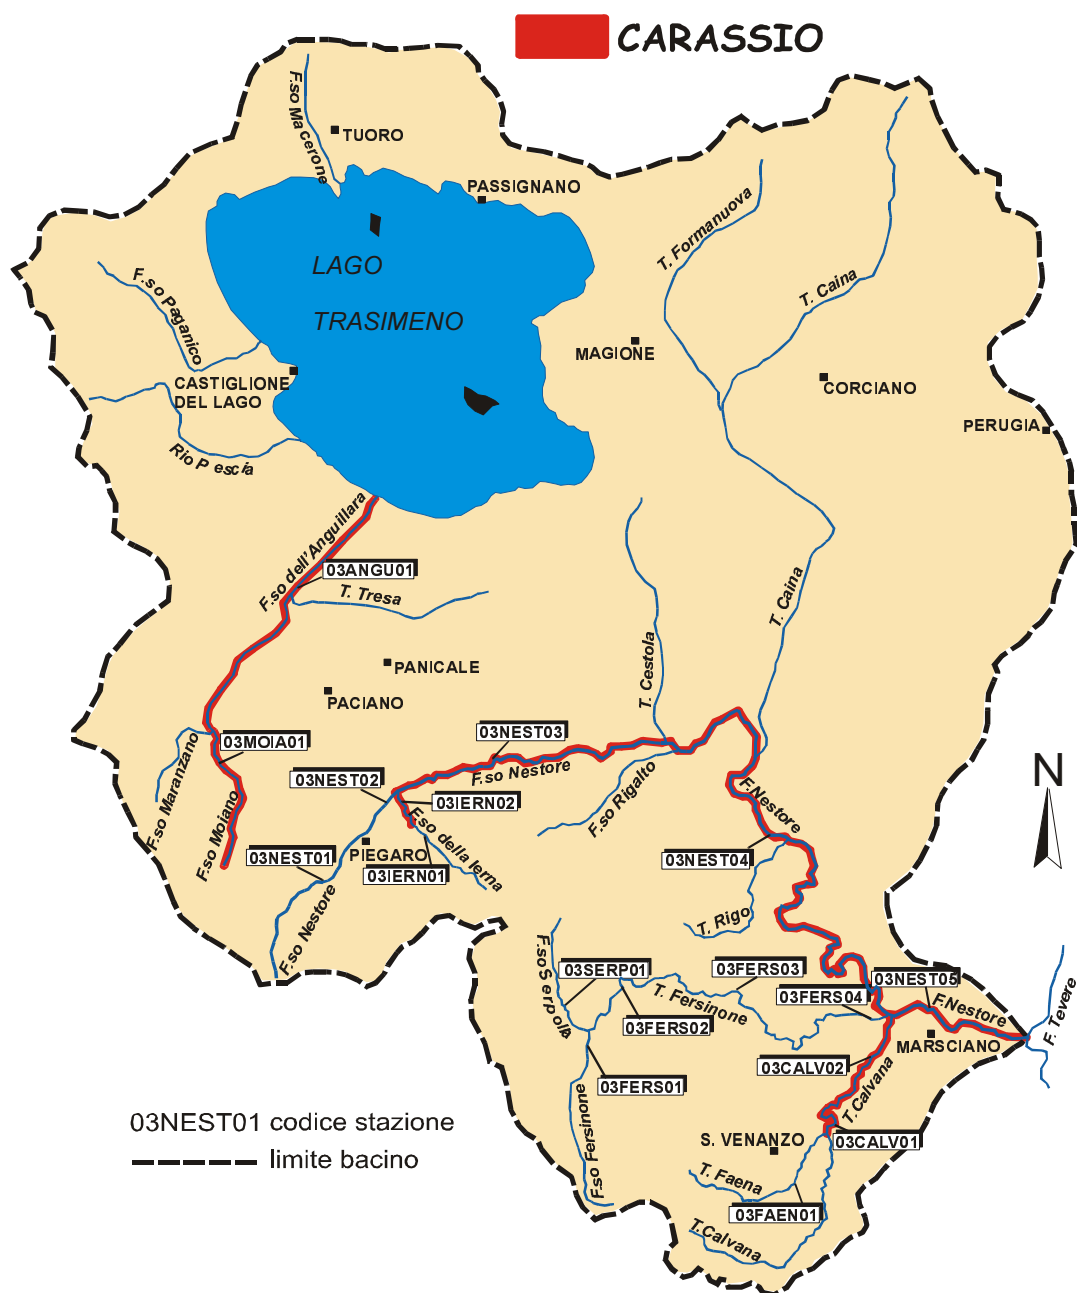 CARASSIO
F.so Macerone
TUORO
PASSIGNANO
LAGO
TRASIMENO
T. Formanuova
T. Caina
F.so Paganico
MAGIONE
CASTIGLIONE
DEL LAGO
CORCIANO
PERUGIA
Rio Pescia
F.so dell'Anguillara
03ANGU01
T. Tresa
T. Caina
T. Cestola
PANICALE
PACIANO
03NEST03
03MOIA01
F.so Maranzano
03NEST02
F.so Nestore
F.so Rigalto
N
03IERN02
F.Nestore
F.so Moiano
F.so della Ierna
PIEGARO
03NEST01
03IERN01
03NEST04
F.so Nestore
T. Rigo
F.so Serpolla
03SERP01
03FERS03
03NEST05
T. Fersinone
03FERS04
F.Nestore
F. Tevere
03FERS02
MARSCIANO
03CALV02
03FERS01
T.Calvana
03NEST01 codice stazione
S. VENANZO
03CALV01
limite bacino
F.so Fersinone
T. Faena
03FAEN01
T.Calvana